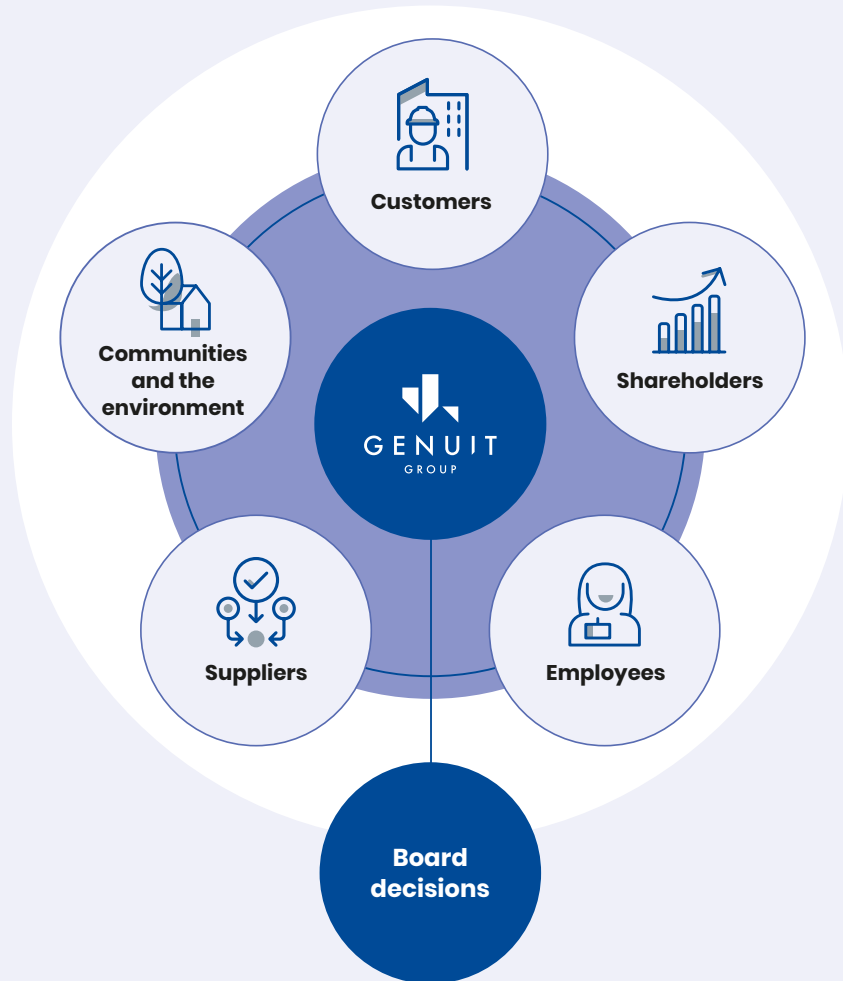 Customers
Communities
and the
environment
Shareholders
GENUIT
GROUP
Suppliers
Employees
Board
decisions